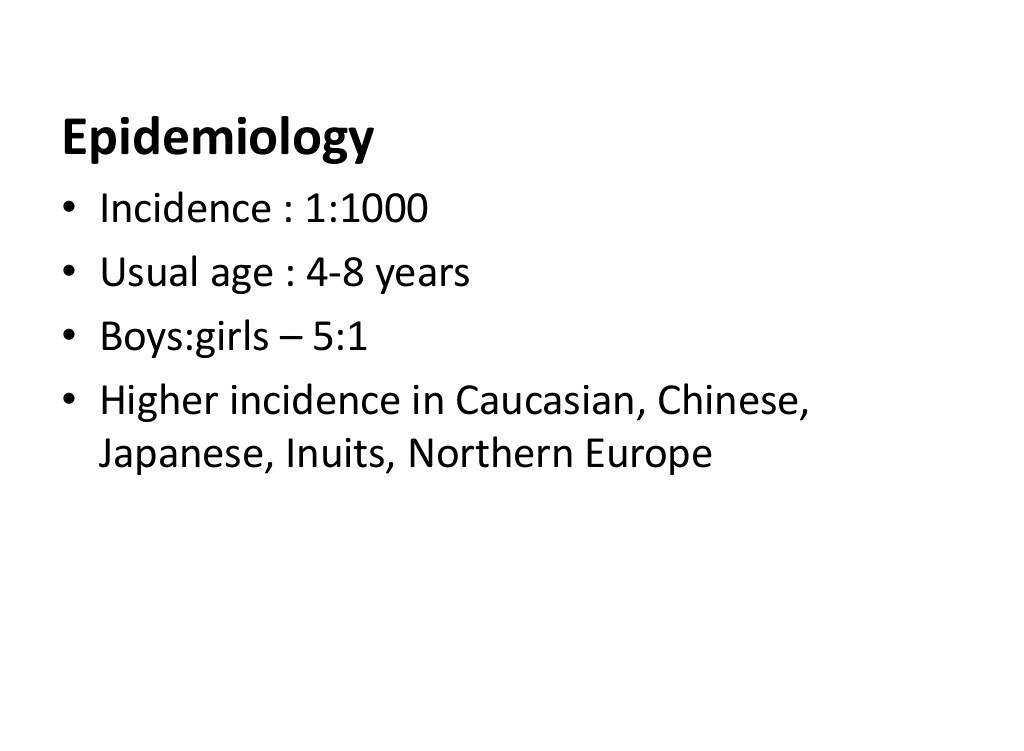 Epidemiology
• Incidence : 1:1000
• Usual age : 4-8 years
• Boys:girls – 5:1
• Higher incidence in Caucasian, Chinese,
Japanese, Inuits, Northern Europe